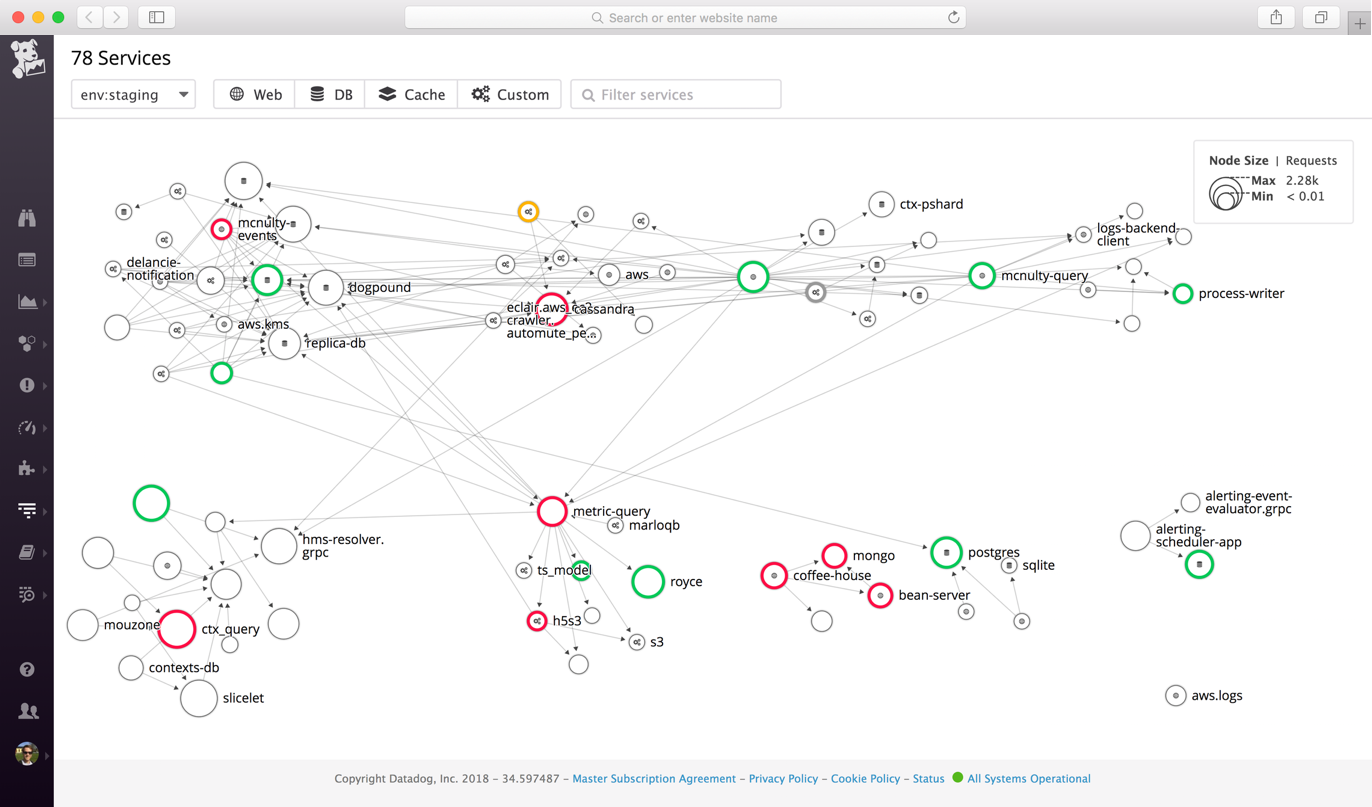 Search or enter website name
78 Services
env:staging
Web
DB
Cache
Custom
Filter services
Node Size | Requests
Max 2.28k
Min < 0.01
ctx-pshard
mcnulty-
events
logs-backend-
client
delancie-
notification
aws
mcnulty-query
dogpound
process-writer
eclair.aws_
cassandra
crawler
automute_pe...
aws.kms
replica-db
metric-query
marloqb
alerting-event-
evaluator.grpc
alerting-
scheduler-app
hms-resolver.
grpc
mongo
postgres
sqlite
ts_model
coffee-house
royce
bean-server
mouzone
ctx_query
h5s3
s3
contexts-db
slicelet
aws.logs
Copyright Datadog, Inc. 2018 – 34.597487 – Master Subscription Agreement – Privacy Policy – Cookie Policy – Status All Systems Operational